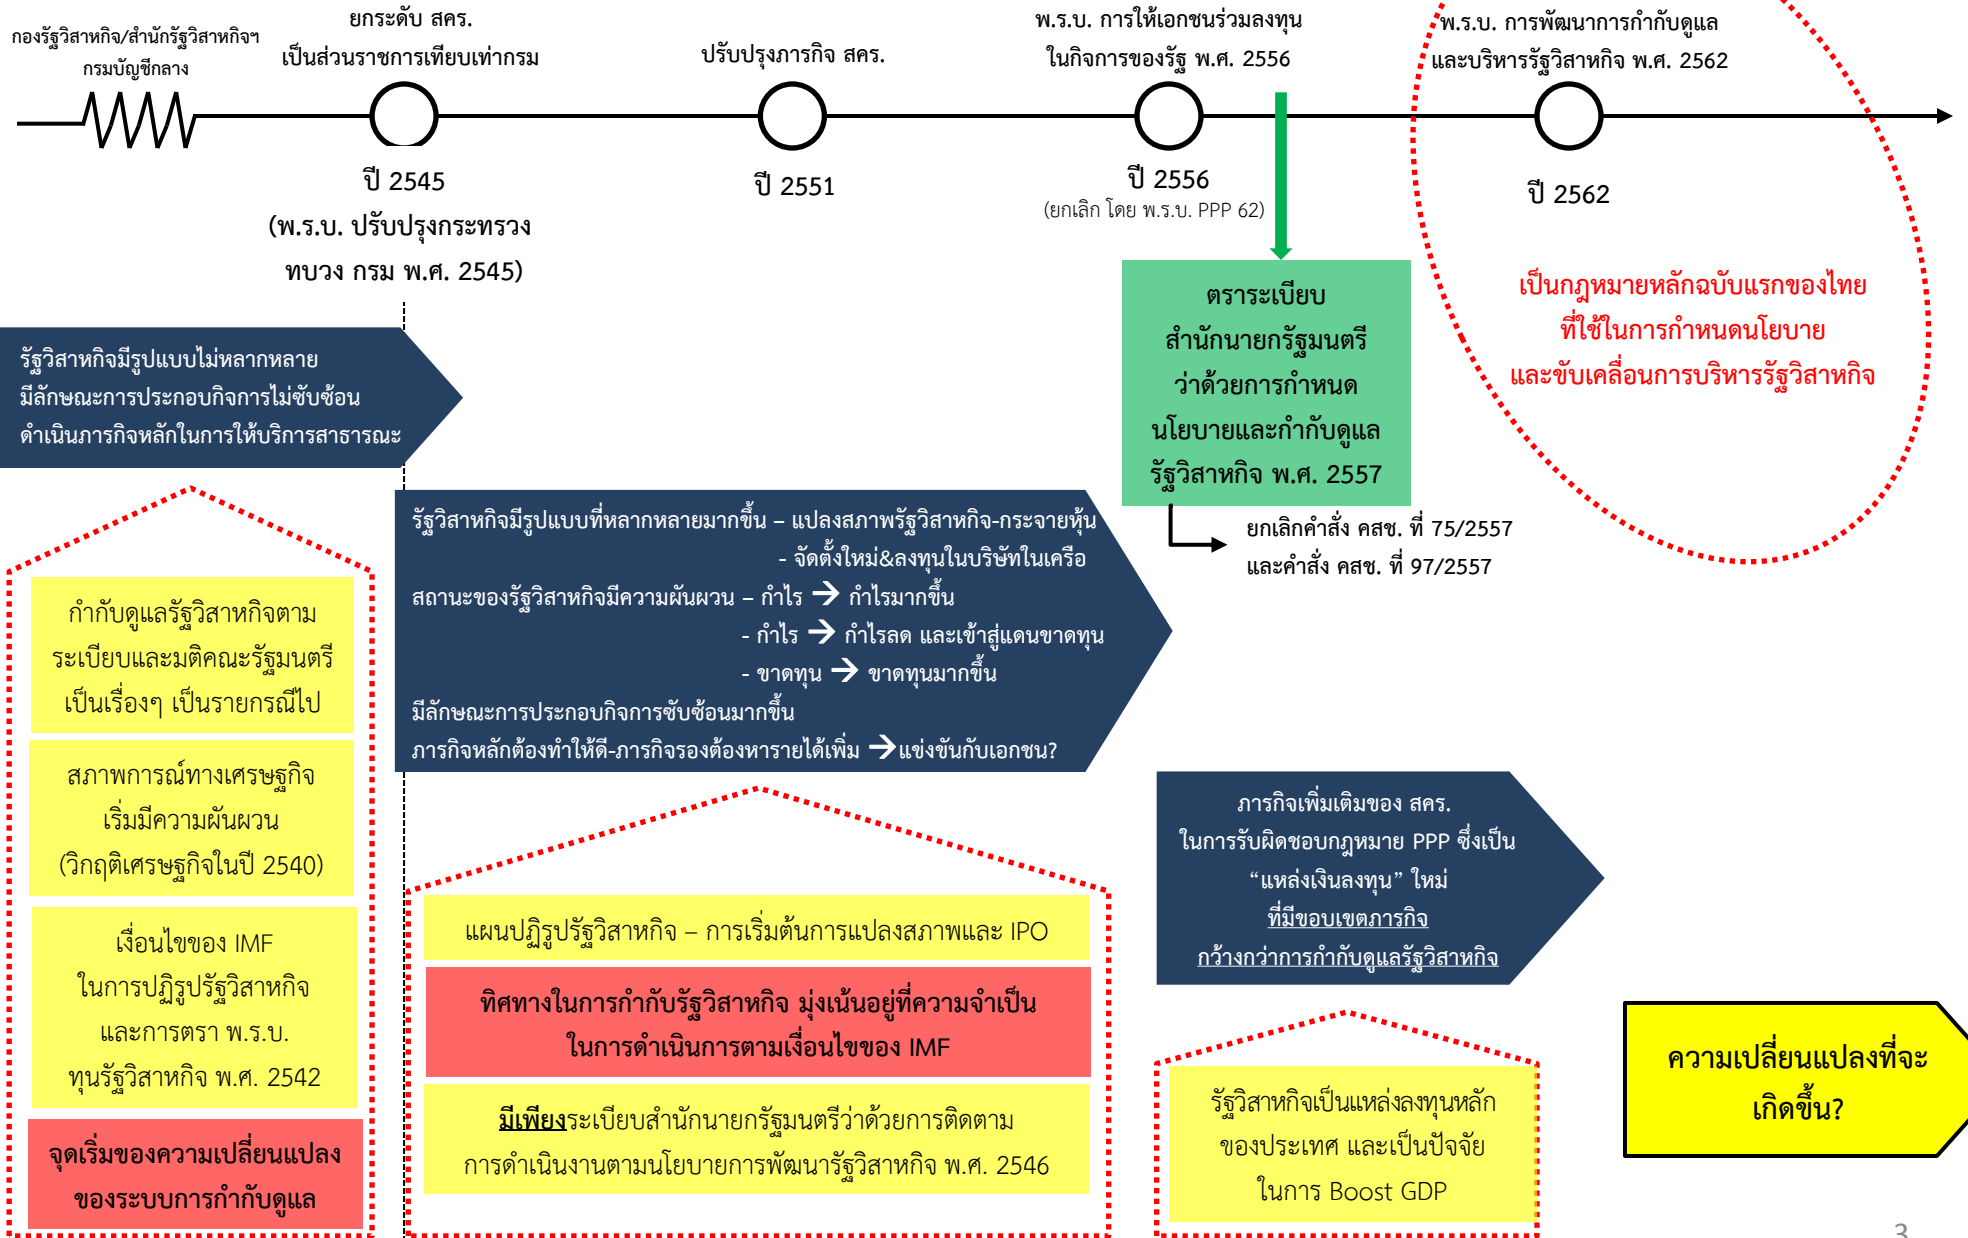 กองรัฐวิสาหกิจ/สำนักรัฐวิสาหกิจฯ
กรมบัญชีกลาง
ยกระดับ สคร.
เป็นส่วนราชการเทียบเท่ากรม
ปรับปรุงภารกิจ สคร.
พ.ร.บ. การให้เอกชนร่วมลงทุน
ในกิจการของรัฐ พ.ศ. 2556
พ.ร.บ. การพัฒนาการกำกับดูแล
และบริหารรัฐวิสาหกิจ พ.ศ. 2562
ปี 2545
(พ.ร.บ. ปรับปรุงกระทรวง
ทบวง กรม พ.ศ. 2545)
ปี 2551
ปี 2556
(ยกเลิก โดย พ.ร.บ. PPP 62)
ปี 2562
เป็นกฎหมายหลักฉบับแรกของไทย
ที่ใช้ในการกำหนดนโยบาย
และขับเคลื่อนการบริหารรัฐวิสาหกิจ
ตราระเบียบ
สำนักนายกรัฐมนตรี
ว่าด้วยการกำหนด
นโยบายและกำกับดูแล
รัฐวิสาหกิจ พ.ศ. 2557
ยกเลิกคำสั่ง คสช. ที่ 75/2557
และคำสั่ง คสช. ที่ 97/2557
รัฐวิสาหกิจมีรูปแบบไม่หลากหลาย
มีลักษณะการประกอบกิจการไม่ซับซ้อน
ดำเนินภารกิจหลักในการให้บริการสาธารณะ
รัฐวิสาหกิจมีรูปแบบที่หลากหลายมากขึ้น – แปลงสภาพรัฐวิสาหกิจ-กระจายหุ้น
- จัดตั้งใหม่&ลงทุนในบริษัทในเครือ
สถานะของรัฐวิสาหกิจมีความผันผวน – กำไร → กำไรมากขึ้น
- กำไร → กำไรลด และเข้าสู่แดนขาดทุน
- ขาดทุน → ขาดทุนมากขึ้น
มีลักษณะการประกอบกิจการซับซ้อนมากขึ้น
ภารกิจหลักต้องทำให้ดี-ภารกิจรองต้องหารายได้เพิ่ม →แข่งขันกับเอกชน?
กำกับดูแลรัฐวิสาหกิจตาม
ระเบียบและมติคณะรัฐมนตรี
เป็นเรื่องๆ เป็นรายกรณีไป
สภาพการณ์ทางเศรษฐกิจ
เริ่มมีความผันผวน
(วิกฤติเศรษฐกิจในปี 2540)
เงื่อนไขของ IMF
ในการปฏิรูปรัฐวิสาหกิจ
และการตรา พ.ร.บ.
ทุนรัฐวิสาหกิจ พ.ศ. 2542
จุดเริ่มของความเปลี่ยนแปลง
ของระบบการกำกับดูแล
แผนปฏิรูปรัฐวิสาหกิจ – การเริ่มต้นการแปลงสภาพและ IPO
ทิศทางในการกำกับรัฐวิสาหกิจ มุ่งเน้นอยู่ที่ความจำเป็น
ในการดำเนินการตามเงื่อนไขของ IMF
มีเพียงระเบียบสำนักนายกรัฐมนตรีว่าด้วยการติดตาม
การดำเนินงานตามนโยบายการพัฒนารัฐวิสาหกิจ พ.ศ. 2546
ภารกิจเพิ่มเติมของ สคร.
ในการรับผิดชอบกฎหมาย PPP ซึ่งเป็น
“แหล่งเงินลงทุน” ใหม่
ที่มีขอบเขตภารกิจ
กว้างกว่าการกำกับดูแลรัฐวิสาหกิจ
รัฐวิสาหกิจเป็นแหล่งลงทุนหลัก
ของประเทศ และเป็นปัจจัย
ในการ Boost GDP
ความเปลี่ยนแปลงที่จะ
เกิดขึ้น?
3